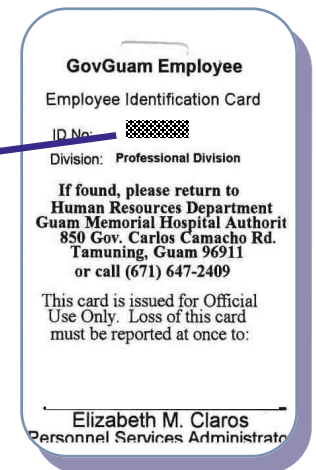 GovGuam Employee
Employee Identification Card
ID No:
Division: Professional Division
If found, please return to
Human Resources Department
Guam Memorial Hospital Authorit
850 Gov. Carlos Camacho Rd.
Tamuning, Guam 96911
or call (671) 647-2409
This card is issued for Official
Use Only. Loss of this card
must be reported at once to:
Elizabeth M. Claros
Personnel Services Administrato